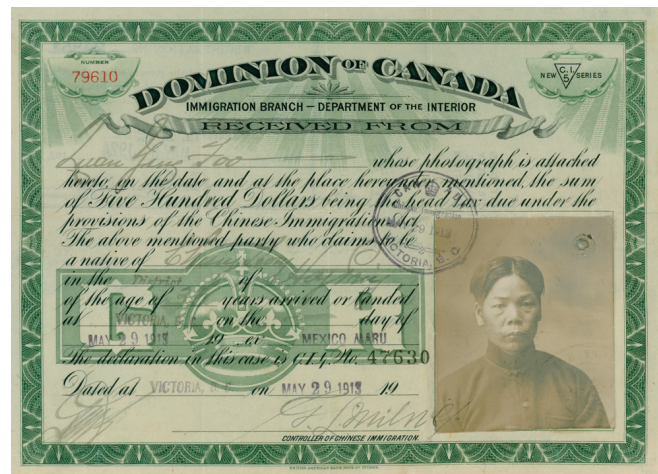 NUMBER
79610
DOMINION OF CANADA
NEW C.I. 5 SERIES
IMMIGRATION BRANCH — DEPARTMENT OF THE INTERIOR
RECEIVED FROM
whose photograph is attached
hereto, on the date and at the place hereunder mentioned, the sum
of Five Hundred Dollars being the head tax due under the
provisions of the Chinese Immigration Act.
The above mentioned party who claims to be
a native of
in the District of
of the age of years arrived or landed
at VICTORIA, B. C. on the day of
MAY 29 1913 19 ex MEXICO MARU
The declaration in this case is C.I.4. No. 47630
Dated at VICTORIA, B. C. on MAY 29 1913 19
CONTROLLER OF CHINESE IMMIGRATION.
VICTORIA, B. C.